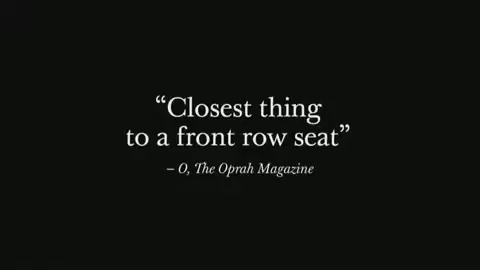 “Closest thing
to a front row seat”
– O, The Oprah Magazine